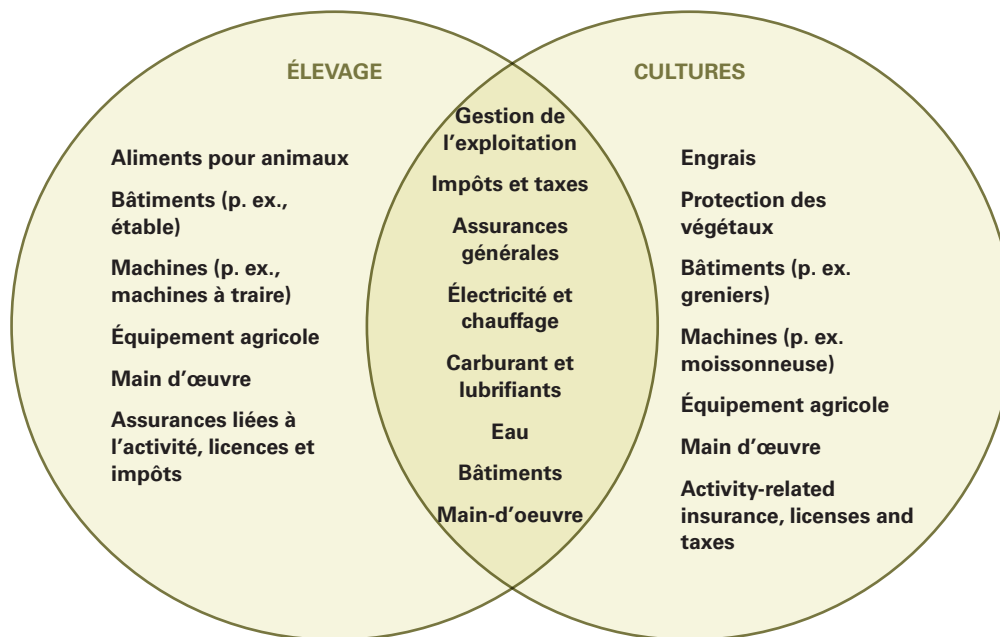 ÉLEVAGE
Aliments pour animaux
Bâtiments (p. ex.,
étable)
Machines (p. ex.,
machines à traire)
Équipement agricole
Main d’œuvre
Assurances liées à
l’activité, licences et
impôts
Gestion de
l’exploitation
Impôts et taxes
Assurances
générales
Électricité et
chauffage
Carburant et
lubrifiants
Eau
Bâtiments
Main-d’oeuvre
CULTURES
Engrais
Protection des
végétaux
Bâtiments (p. ex.
greniers)
Machines (p. ex.
moissonneuse)
Équipement agricole
Main d’œuvre
Activity-related
insurance, licenses and
taxes